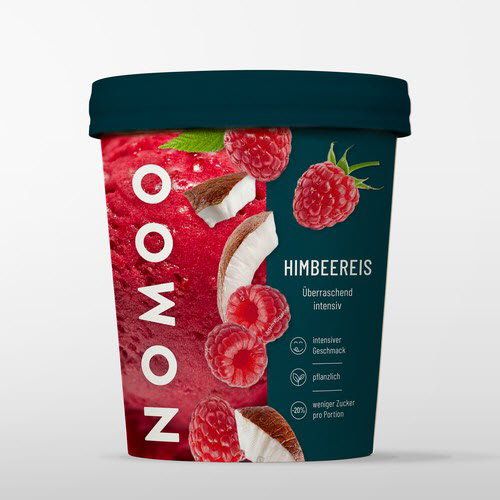 NOMOO
HIMBEEREIS
Überraschend
intensiv
intensiver
Geschmack
pflanzlich
-20%
weniger Zucker
pro Portion